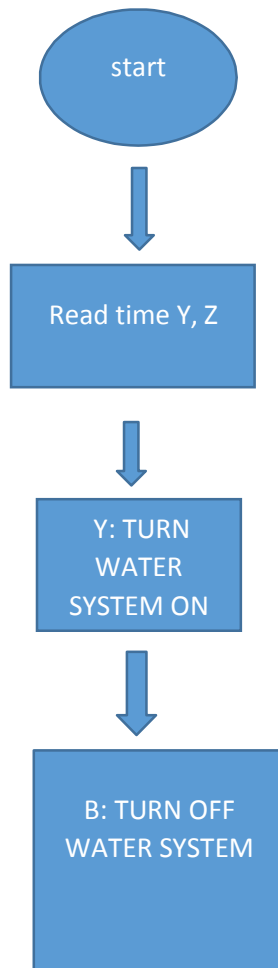 start
Read time Y, Z
Y: TURN
WATER
SYSTEM ON
B: TURN OFF
WATER SYSTEM